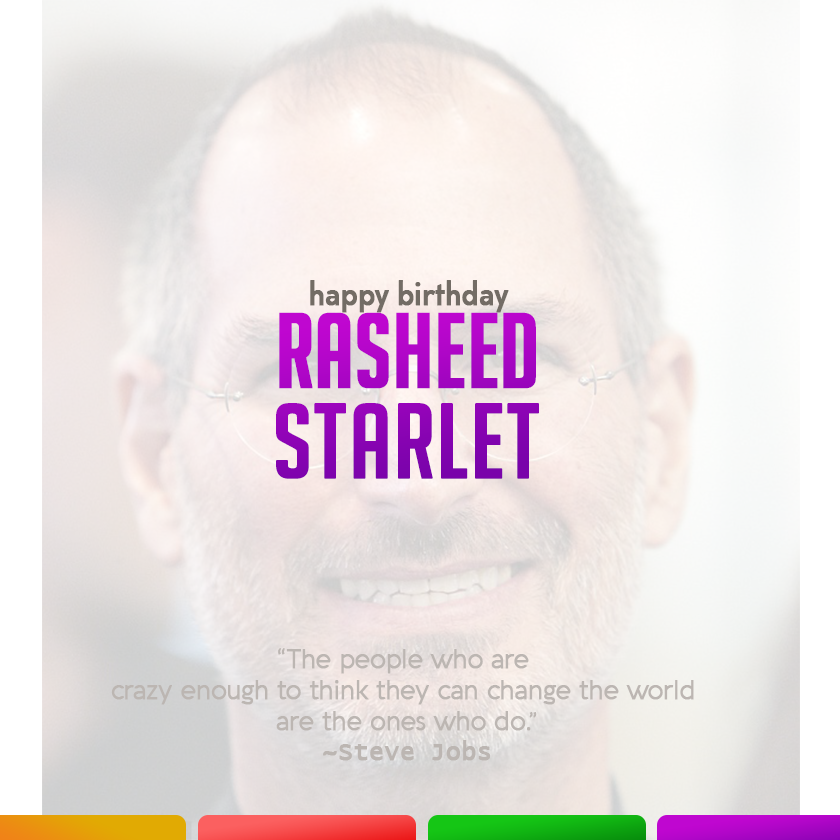 happy birthday
RASHEED
STARLET
“The people who are
crazy enough to think they can change the world
are the ones who do.”
~Steve Jobs